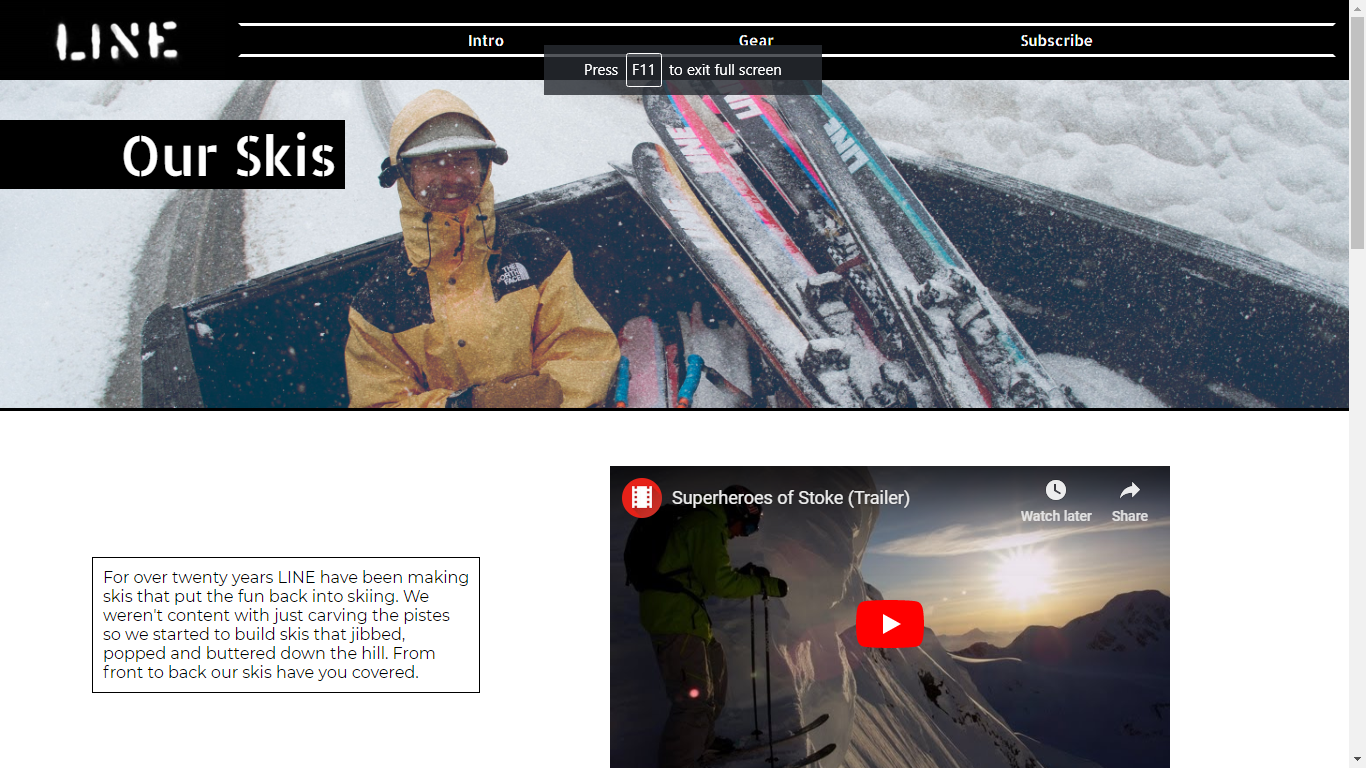 LINE
Intro
Gear
Subscribe
Press F11 to exit full screen
Our Skis
LINE
LINE
THE NORTH FACE
Superheroes of Stoke (Trailer)
Watch later
Share
For over twenty years LINE have been making
skis that put the fun back into skiing. We
weren't content with just carving the pistes
so we started to build skis that jibbed,
popped and buttered down the hill. From
front to back our skis have you covered.